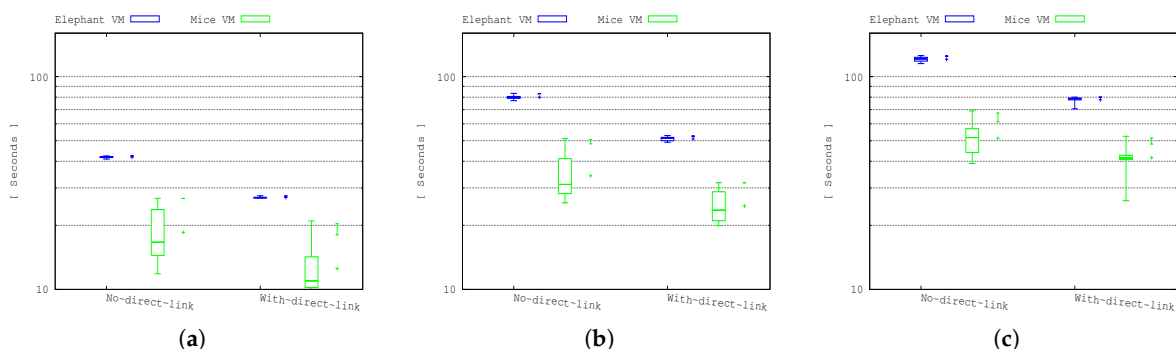 Elephant VM Mice VM
100
[ Seconds ]
10
No-direct-link With-direct-link
(a)
Elephant VM Mice VM
100
[ Seconds ]
10
No-direct-link With-direct-link
(b)
Elephant VM Mice VM
100
[ Seconds ]
10
No-direct-link With-direct-link
(c)